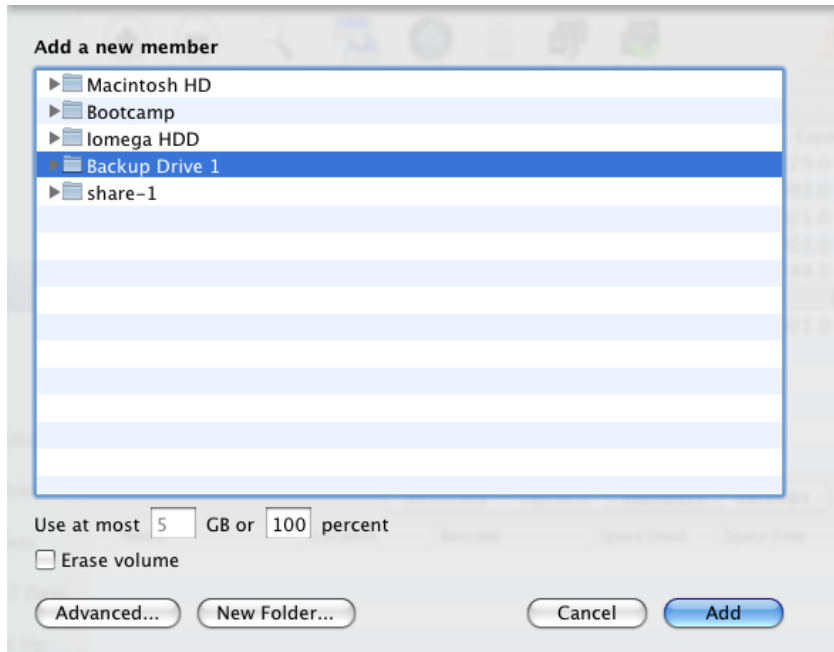 Add a new member
Macintosh HD
Bootcamp
Iomega HDD
Backup Drive 1
share-1
Use at most 5 GB or 100 percent
Erase volume
Advanced... New Folder... Cancel Add